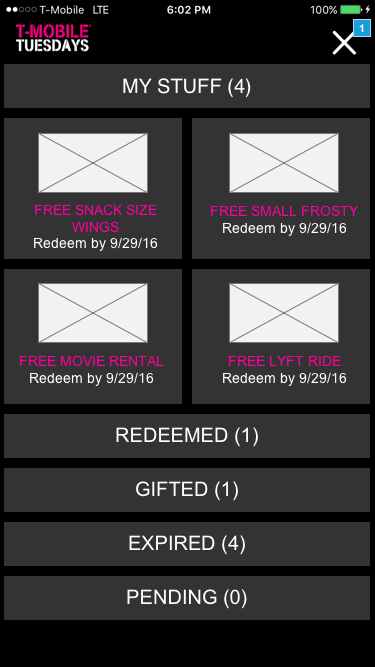 T-Mobile LTE 6:02 PM 100%
T-MOBILE
TUESDAYS
1
MY STUFF (4)
FREE SNACK SIZE
WINGS
Redeem by 9/29/16
FREE SMALL FROSTY
Redeem by 9/29/16
FREE MOVIE RENTAL
Redeem by 9/29/16
FREE LYFT RIDE
Redeem by 9/29/16
REDEEMED (1)
GIFTED (1)
EXPIRED (4)
PENDING (0)